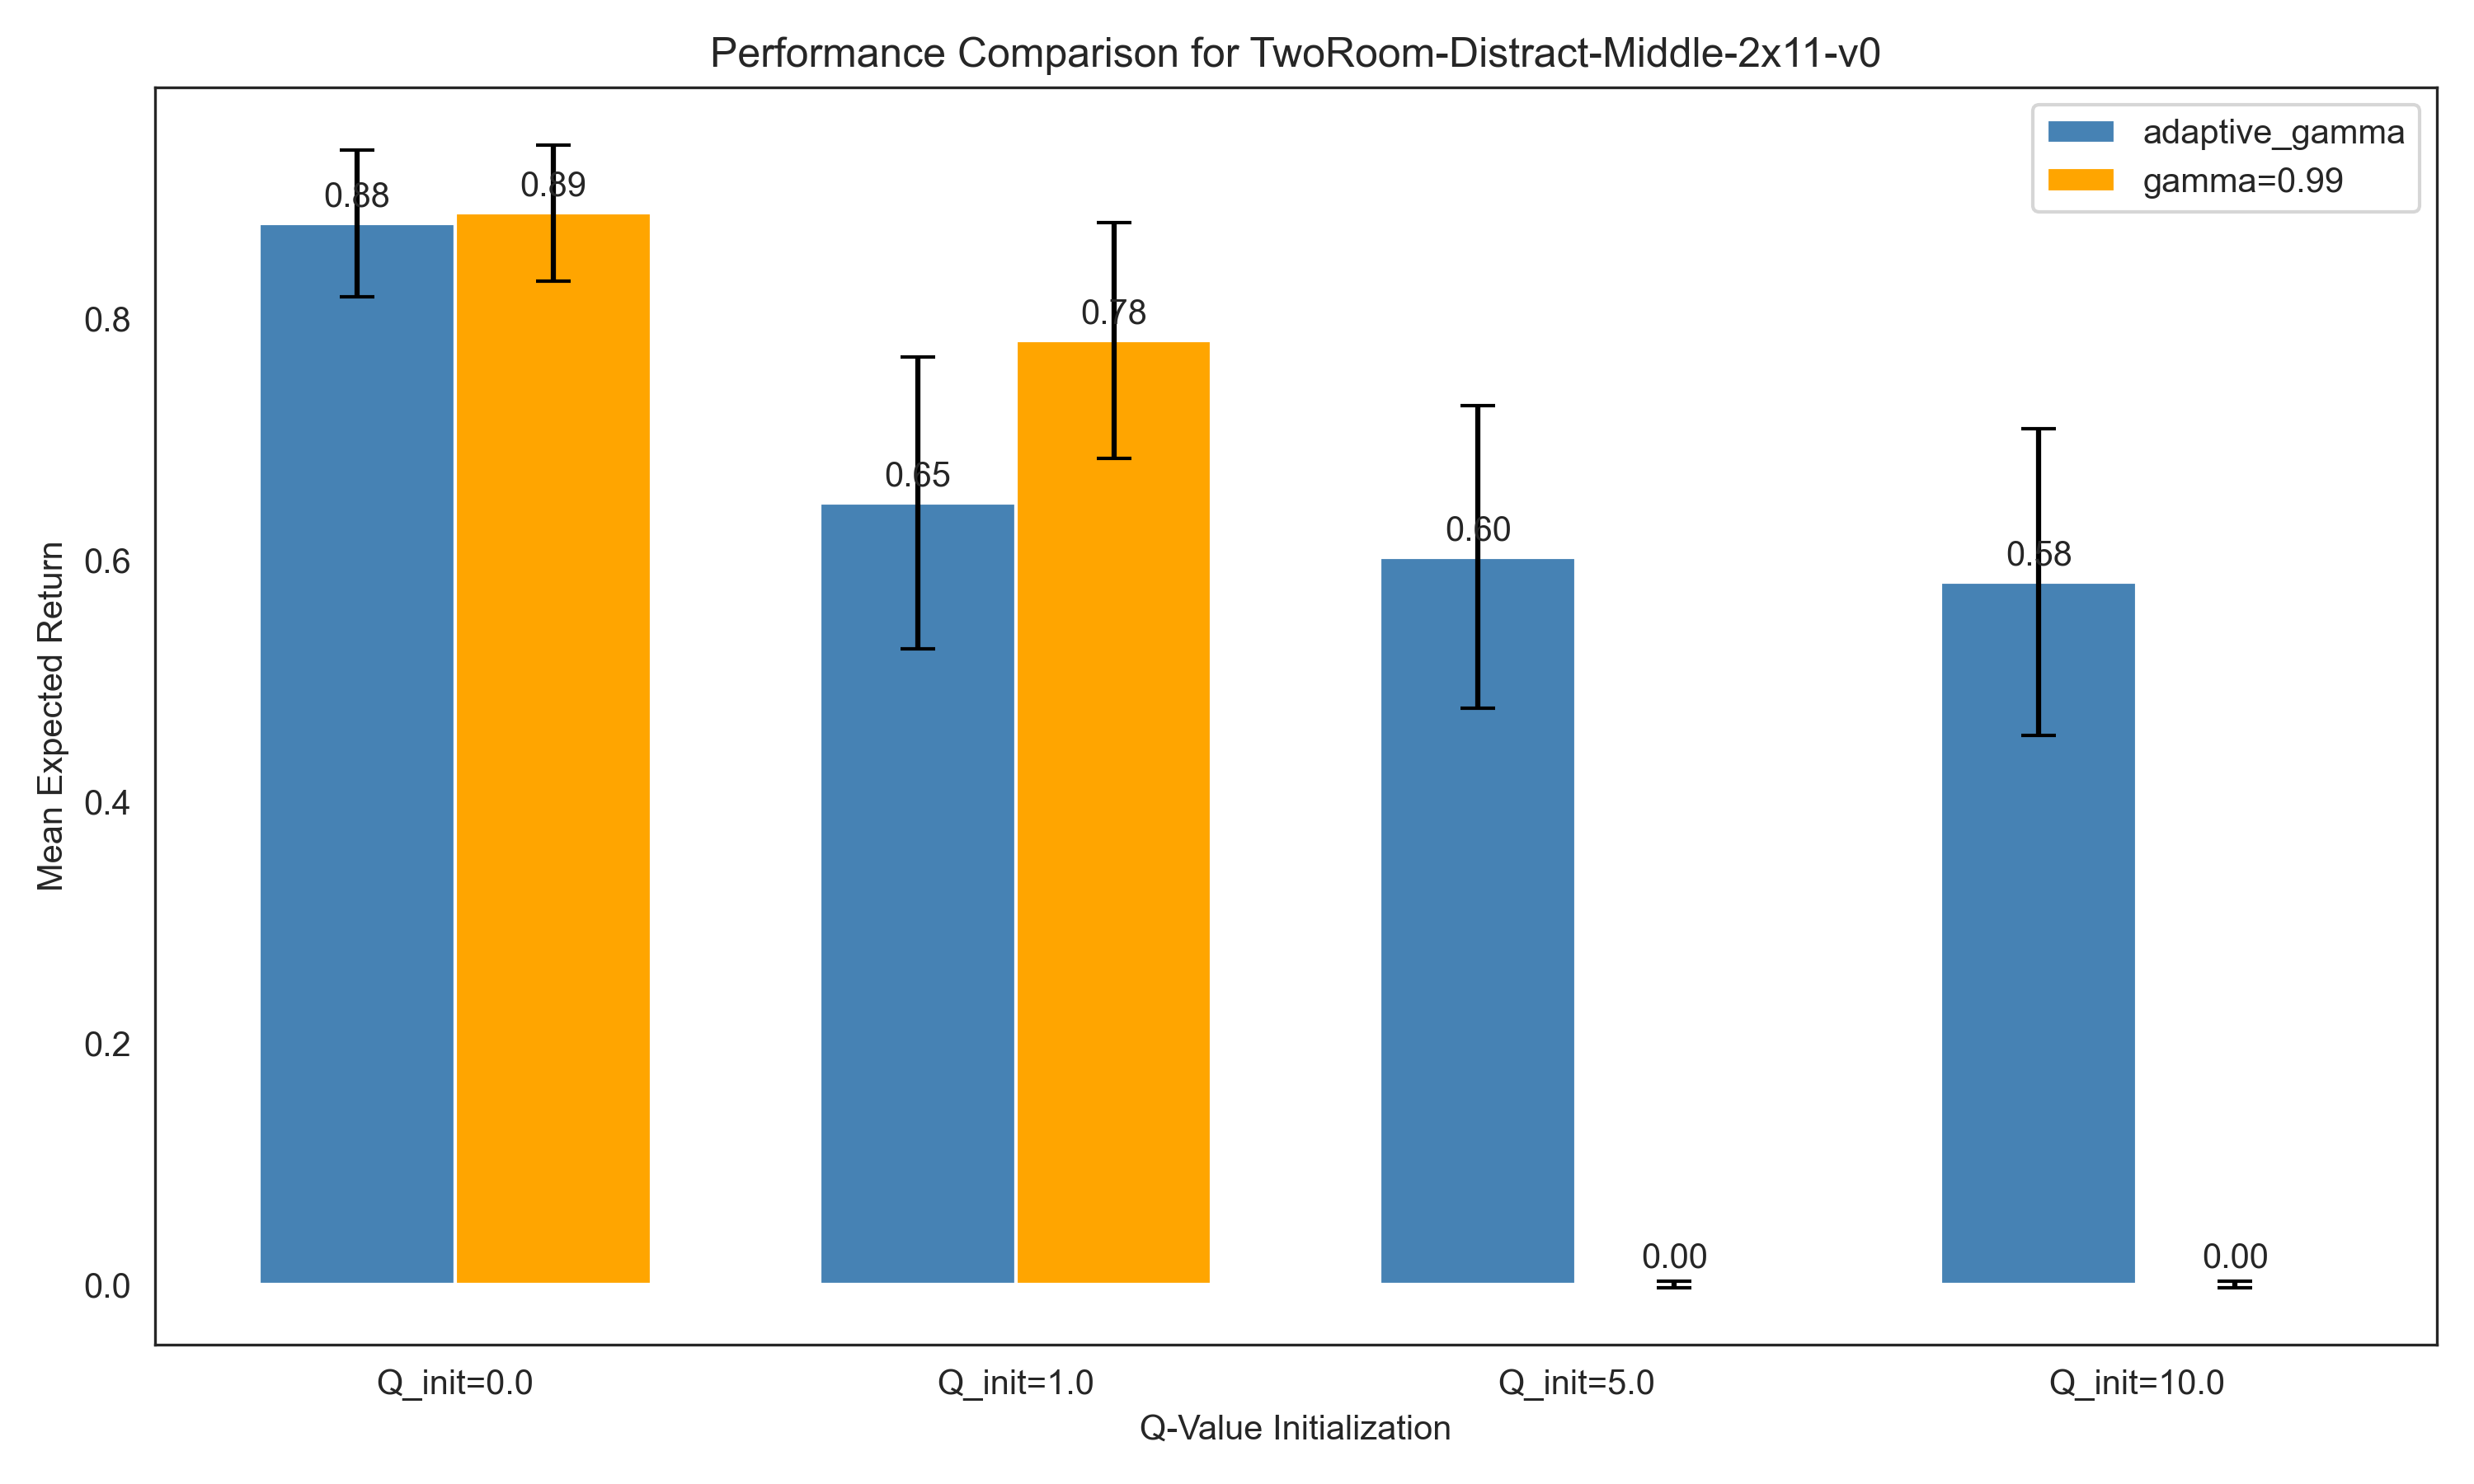 Performance Comparison for TwoRoom-Distract-Middle-2x11-v0
adaptive_gamma
gamma=0.99
Mean Expected Return
0.8
0.6
0.4
0.2
0.0
0.88
0.89
0.65
0.78
0.60
0.00
0.58
0.00
Q_init=0.0
Q_init=1.0
Q_init=5.0
Q_init=10.0
Q-Value Initialization